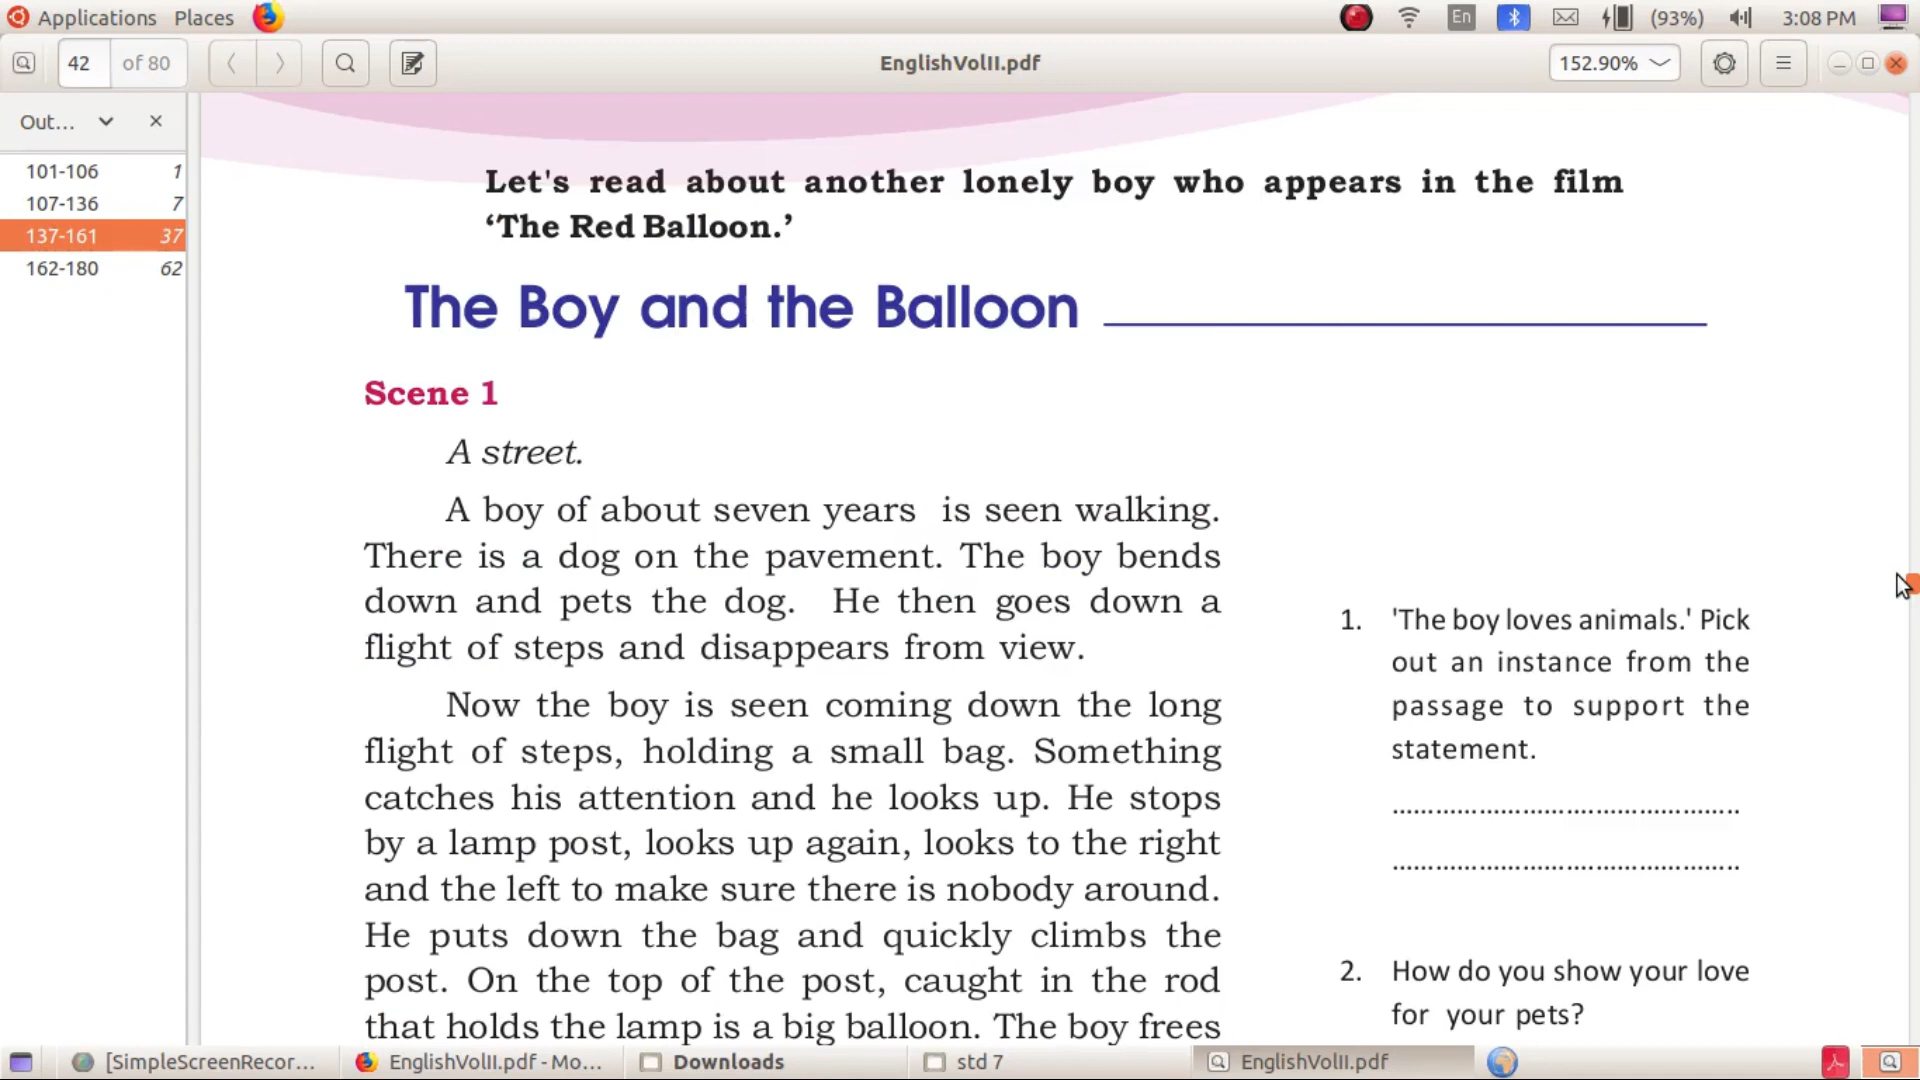 Applications Places En (93%) 3:08 PM
42 of 80 EnglishVolII.pdf 152.90%
Out...
101-106 1
107-136 7
137-161 37
162-180 62
Let's read about another lonely boy who appears in the film
‘The Red Balloon.’
The Boy and the Balloon
Scene 1
A street.
A boy of about seven years is seen walking.
There is a dog on the pavement. The boy bends
down and pets the dog. He then goes down a
flight of steps and disappears from view.
Now the boy is seen coming down the long
flight of steps, holding a small bag. Something
catches his attention and he looks up. He stops
by a lamp post, looks up again, looks to the right
and the left to make sure there is nobody around.
He puts down the bag and quickly climbs the
post. On the top of the post, caught in the rod
that holds the lamp is a big balloon. The boy frees
1. 'The boy loves animals.' Pick
out an instance from the
passage to support the
statement.
................................................
................................................
2. How do you show your love
for your pets?
[SimpleScreenRecor... EnglishVolII.pdf - Mo... Downloads std 7 EnglishVolII.pdf